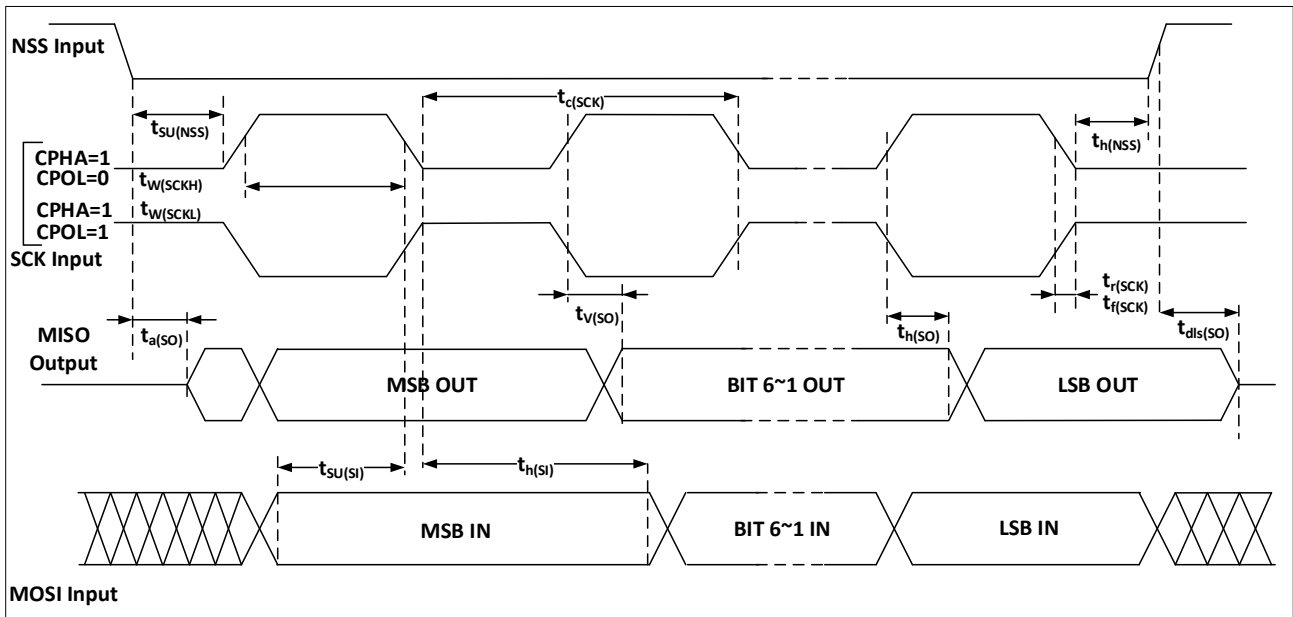 NSS Input
tc(SCK)
tSU(NSS)
th(NSS)
CPHA=1
CPOL=0
tW(SCKH)
CPHA=1
tW(SCKL)
CPOL=1
SCK Input
tr(SCK)
tV(SO)
tf(SCK)
MISO
ta(SO)
th(SO)
tdls(SO)
Output
MSB OUT
BIT 6~1 OUT
LSB OUT
tSU(SI)
th(SI)
MSB IN
BIT 6~1 IN
LSB IN
MOSI Input